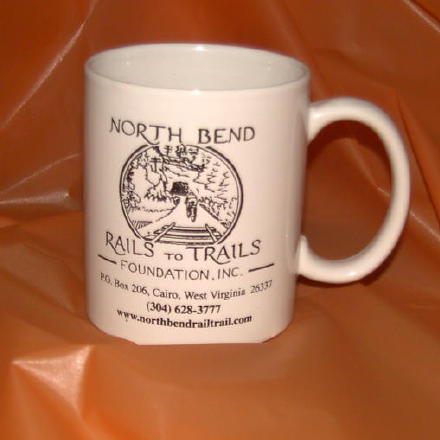 NORTH BEND
RAILS TO TRAILS
FOUNDATION, INC.
P.O. Box 206, Cairo, West Virginia 26337
(304) 628-3777
www.northbendrailtrail.com